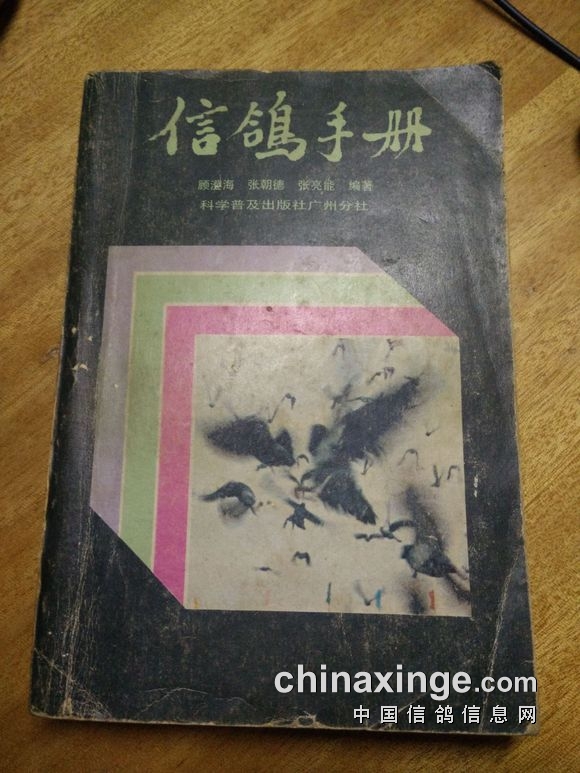 信鸽手册
顾澄海 张朝德 张亮能 编著
科学普及出版社广州分社
chinaxinge.com
中国信鸽信息网